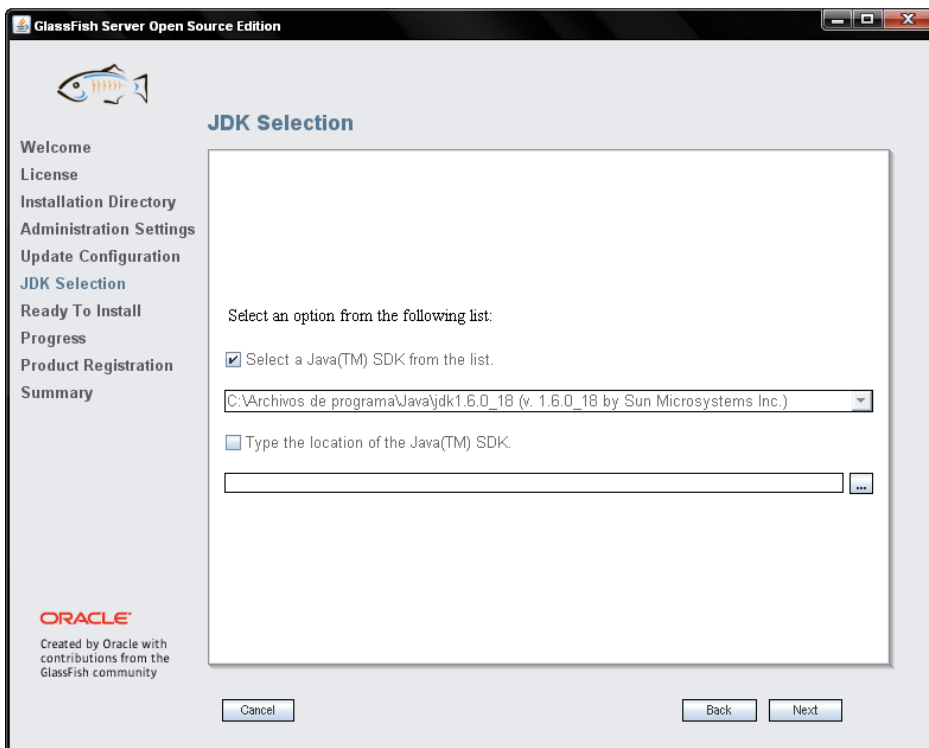 GlassFish Server Open Source Edition
JDK Selection
Welcome
License
Installation Directory
Administration Settings
Update Configuration
JDK Selection
Ready To Install
Progress
Product Registration
Summary
Select an option from the following list:
Select a Java(TM) SDK from the list.
C:\Archivos de programa\Java\jdk1.6.0_18 (v. 1.6.0_18 by Sun Microsystems Inc.)
Type the location of the Java(TM) SDK.
...
ORACLE
Created by Oracle with
contributions from the
GlassFish community
Cancel
Back
Next